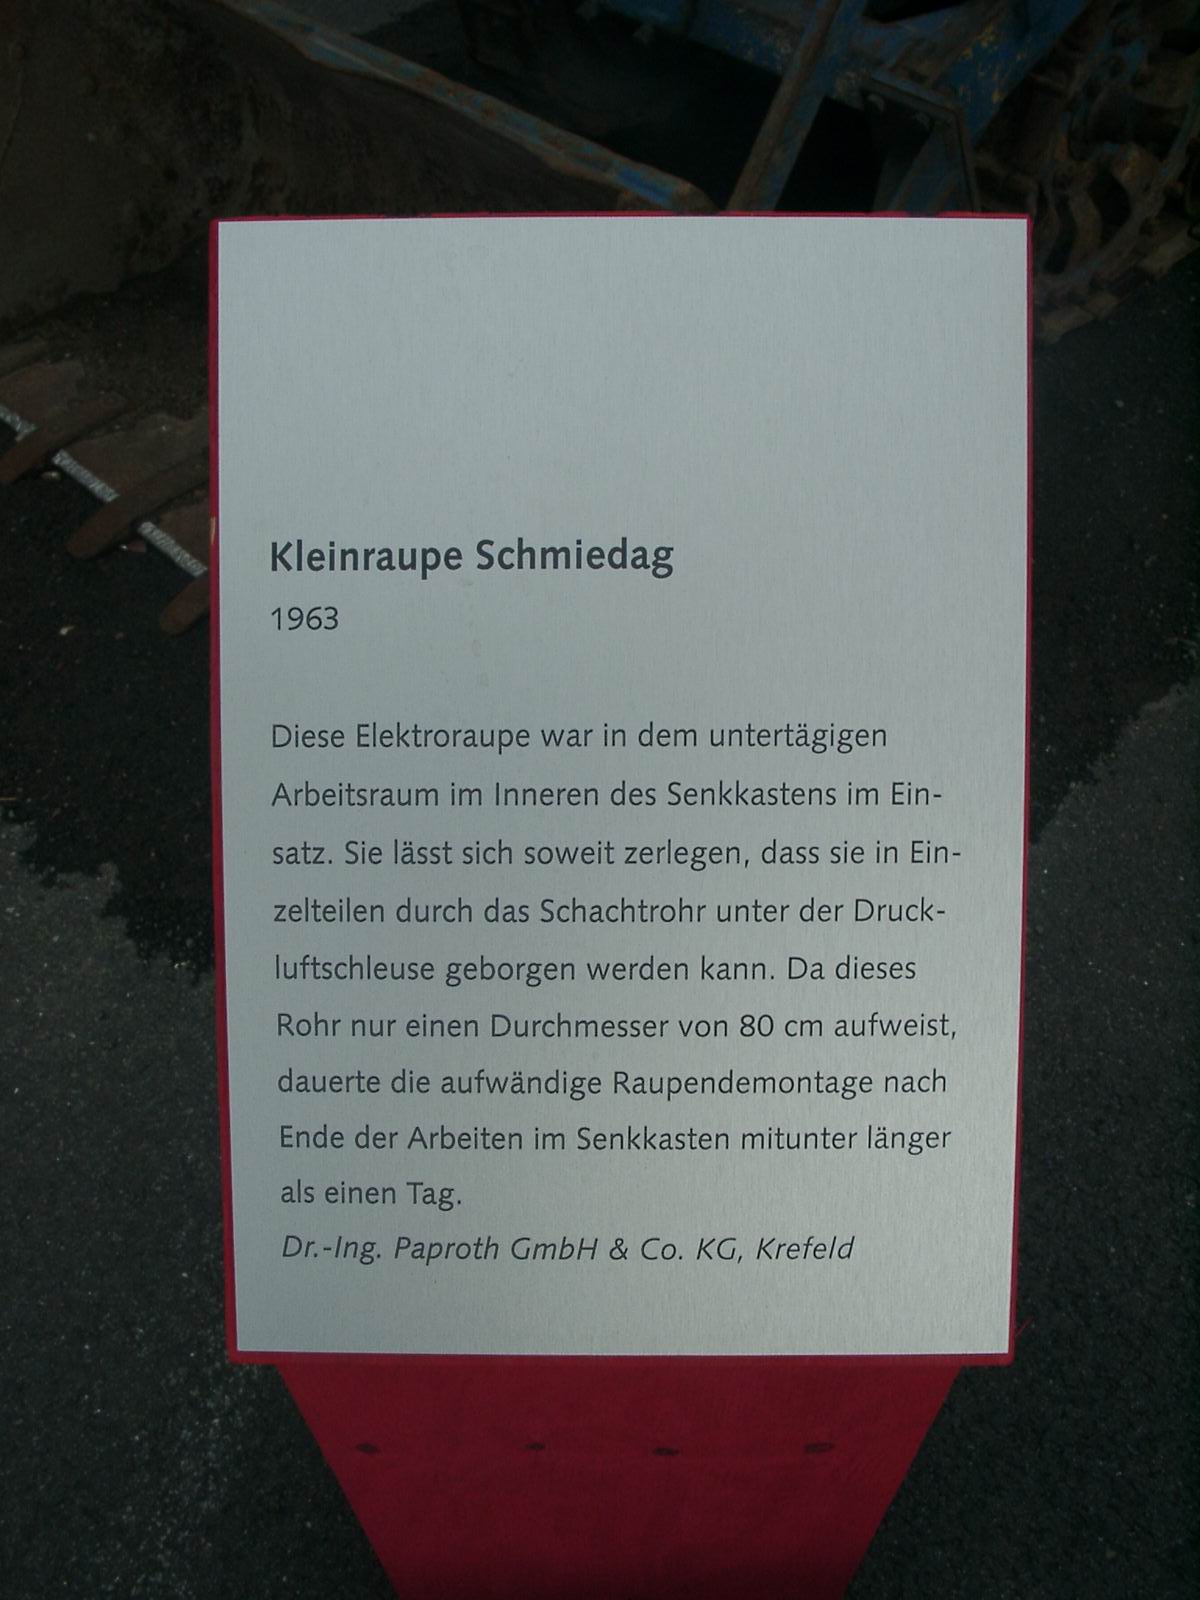 Kleinraupe Schmiedag
1963
Diese Elektroraupe war in dem untertägigen
Arbeitsraum im Inneren des Senkkastens im Ein-
satz. Sie lässt sich soweit zerlegen, dass sie in Ein-
zelteilen durch das Schachtrohr unter der Druck-
luftschleuse geborgen werden kann. Da dieses
Rohr nur einen Durchmesser von 80 cm aufweist,
dauerte die aufwändige Raupendemontage nach
Ende der Arbeiten im Senkkasten mitunter länger
als einen Tag.
Dr.-Ing. Paproth GmbH & Co. KG, Krefeld